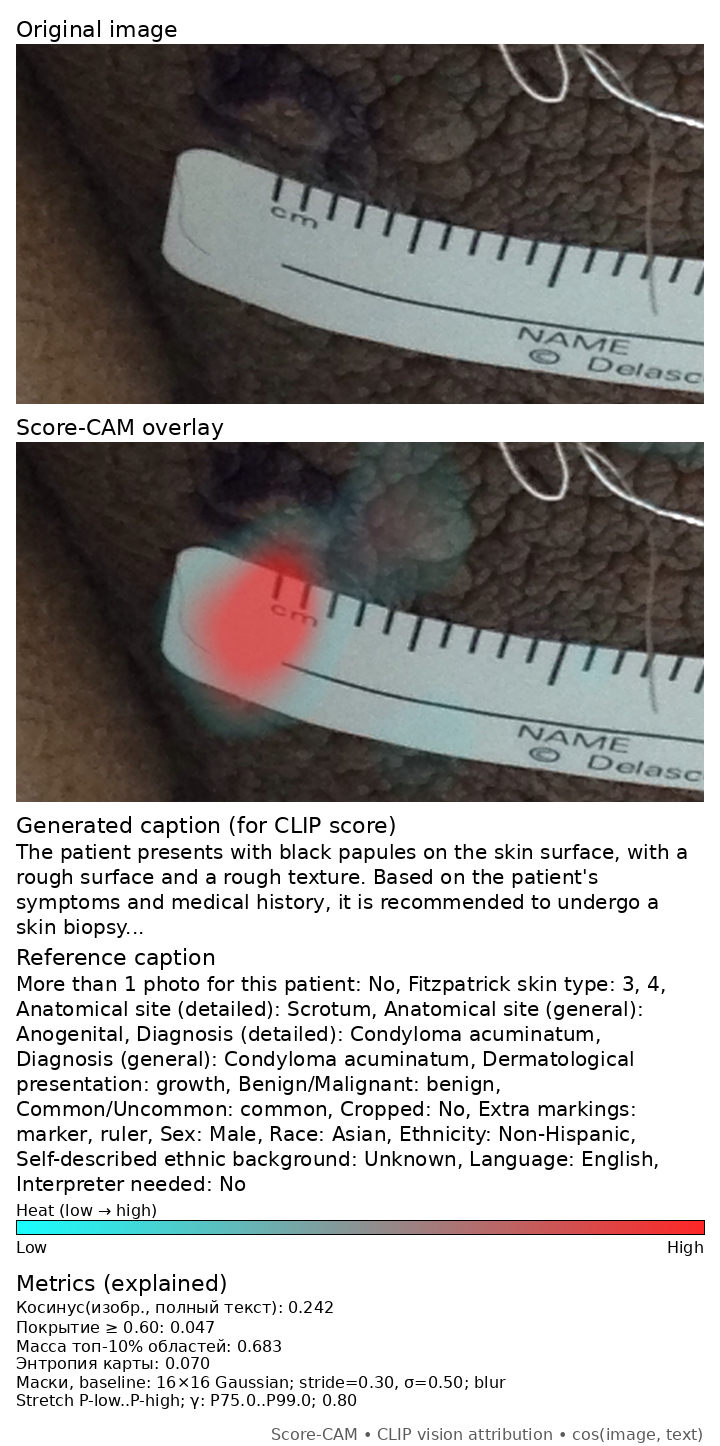 Original image
cm
NAME
© Delasc
Score-CAM overlay
cm
NAME
© Delasc
Generated caption (for CLIP score)
The patient presents with black papules on the skin surface, with a
rough surface and a rough texture. Based on the patient's
symptoms and medical history, it is recommended to undergo a
skin biopsy...
Reference caption
More than 1 photo for this patient: No, Fitzpatrick skin type: 3, 4,
Anatomical site (detailed): Scrotum, Anatomical site (general):
Anogenital, Diagnosis (detailed): Condyloma acuminatum,
Diagnosis (general): Condyloma acuminatum, Dermatological
presentation: growth, Benign/Malignant: benign,
Common/Uncommon: common, Cropped: No, Extra markings:
marker, ruler, Sex: Male, Race: Asian, Ethnicity: Non-Hispanic,
Self-described ethnic background: Unknown, Language: English,
Interpreter needed: No
Heat (low → high)
Low High
Metrics (explained)
Косинус(изобр., полный текст): 0.242
Покрытие ≥ 0.60: 0.047
Масса топ-10% областей: 0.683
Энтропия карты: 0.070
Маски, baseline: 16×16 Gaussian; stride=0.30, σ=0.50; blur
Stretch P-low..P-high; γ: P75.0..P99.0; 0.80
Score-CAM • CLIP vision attribution • cos(image, text)